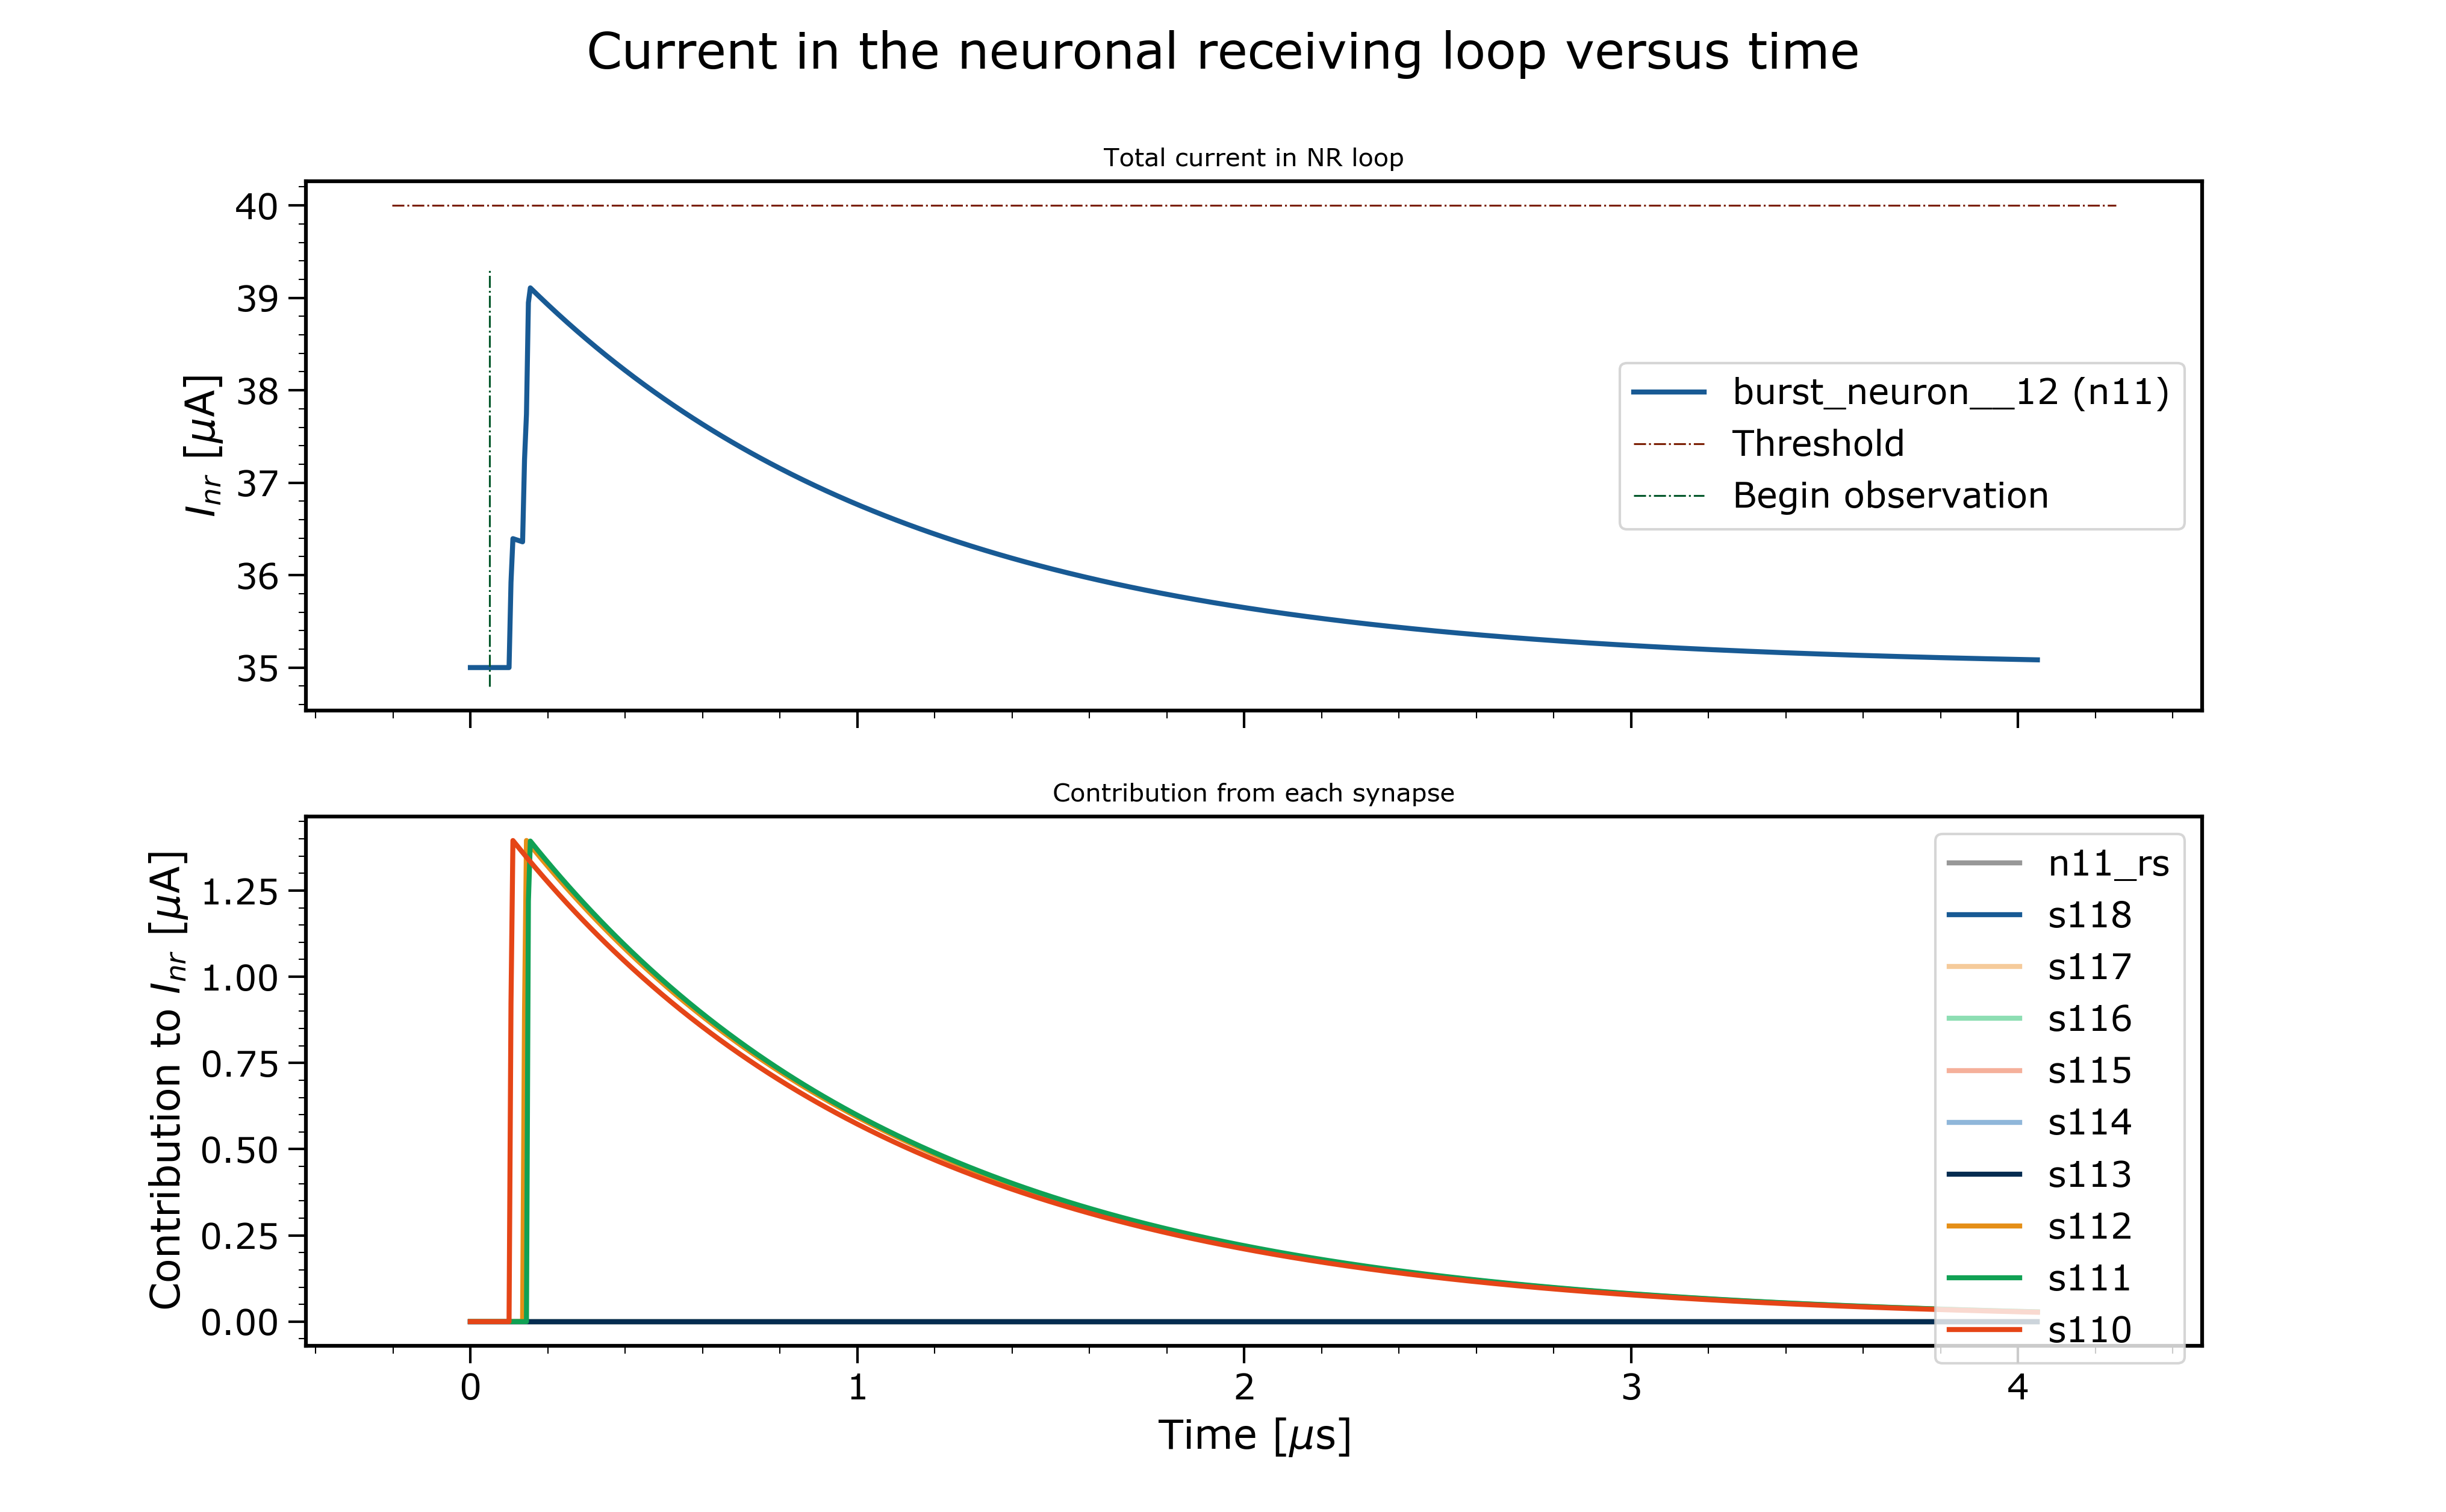 Current in the neuronal receiving loop versus time
Total current in NR loop
40
39
38
37
36
35
I_nr [μA]
burst_neuron___12 (n11)
Threshold
Begin observation
Contribution from each synapse
1.25
1.00
0.75
0.50
0.25
0.00
Contribution to I_nr [μA]
n11_rs
s118
s117
s116
s115
s114
s113
s112
s111
s110
0 1 2 3 4
Time [μs]